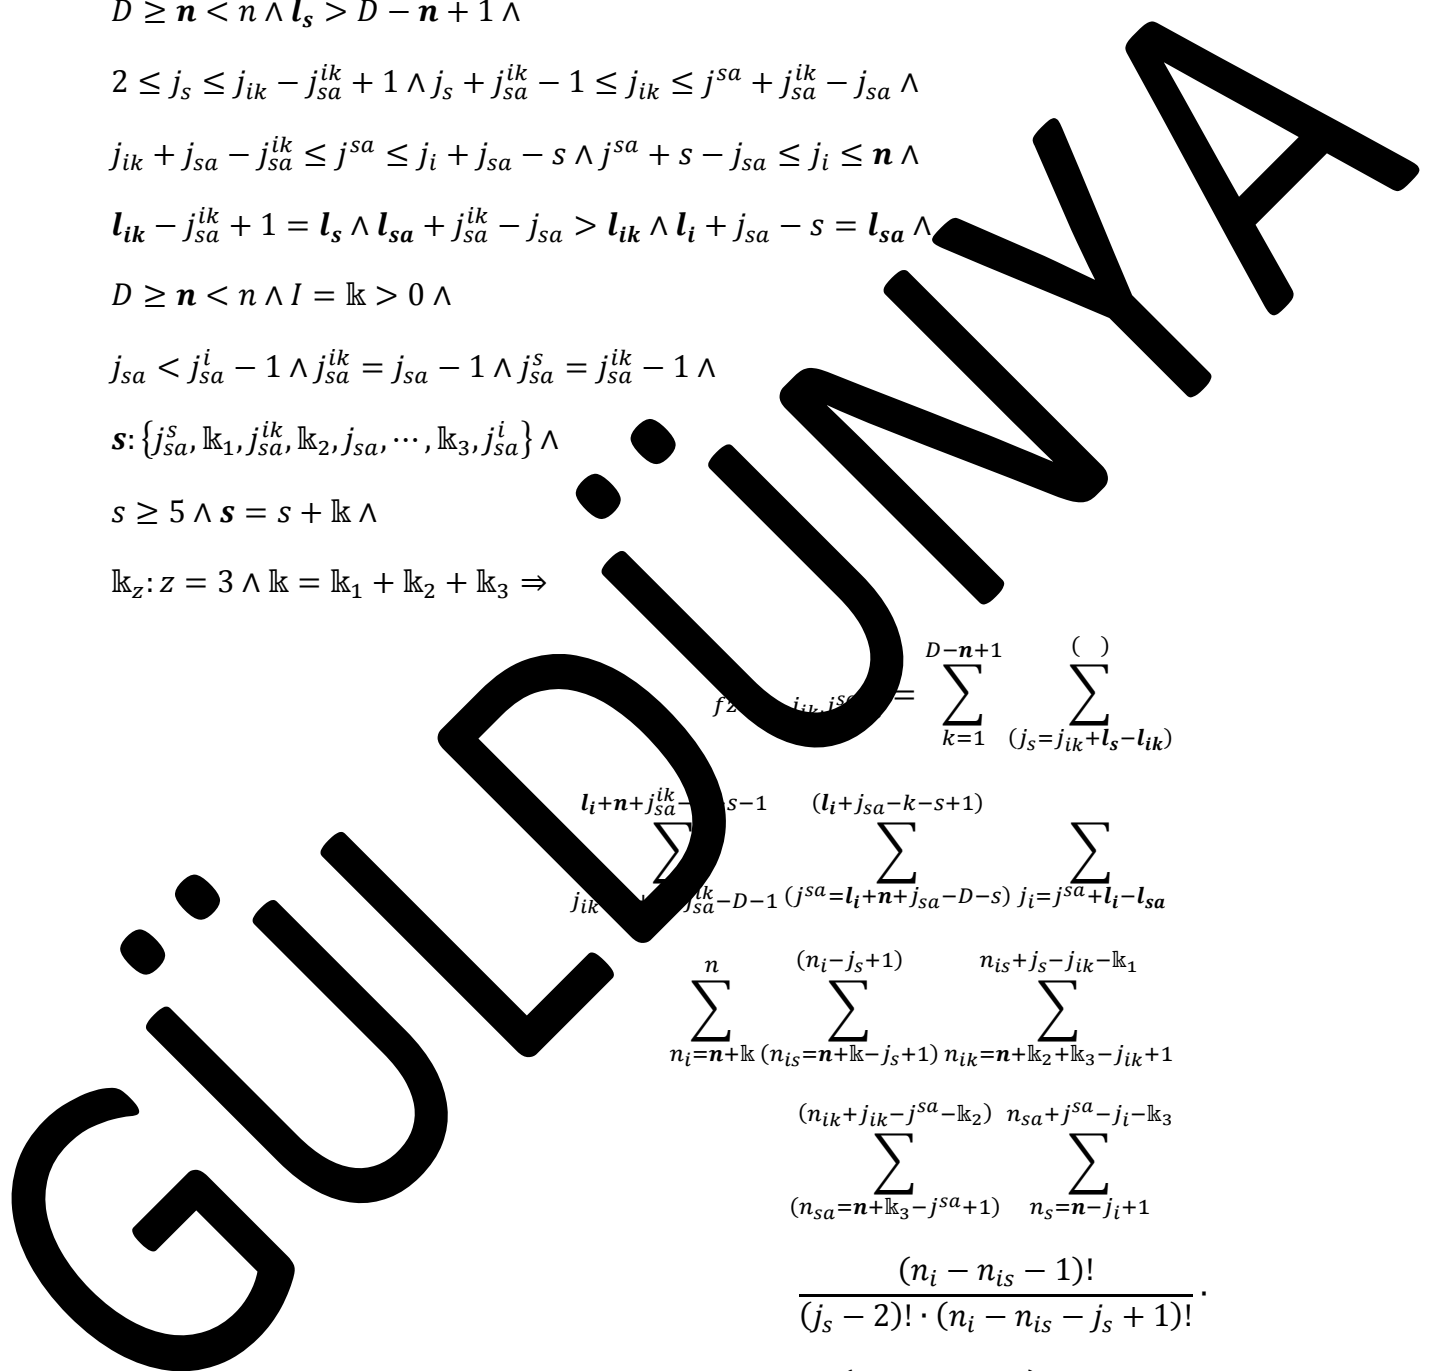 D ≥ 𝒏 < n ∧ 𝒍ₛ > D − 𝒏 + 1 ∧
2 ≤ j_s ≤ j_{ik} − j_{sa}^{ik} + 1 ∧ j_s + j_{sa}^{ik} − 1 ≤ j_{ik} ≤ j^{sa} + j_{sa}^{ik} − j_{sa} ∧
j_{ik} + j_{sa} − j_{sa}^{ik} ≤ j^{sa} ≤ j_i + j_{sa} − s ∧ j^{sa} + s − j_{sa} ≤ j_i ≤ 𝒏 ∧
𝒍_{𝒊𝒌} − j_{sa}^{ik} + 1 = 𝒍_𝒔 ∧ 𝒍_{𝒔𝒂} + j_{sa}^{ik} − j_{sa} > 𝒍_{𝒊𝒌} ∧ 𝒍_𝒊 + j_{sa} − s = 𝒍_{𝒔𝒂} ∧
D ≥ 𝒏 < n ∧ I = 𝕜 > 0 ∧
j_{sa} < j_{sa}^{i} − 1 ∧ j_{sa}^{ik} = j_{sa} − 1 ∧ j_{sa}^{s} = j_{sa}^{ik} − 1 ∧
𝒔: {j_{sa}^{s}, 𝕜_1, j_{sa}^{ik}, 𝕜_2, j_{sa}, ⋯, 𝕜_3, j_{sa}^{i}} ∧
s ≥ 5 ∧ 𝒔 = s + 𝕜 ∧
𝕜_z: z = 3 ∧ 𝕜 = 𝕜_1 + 𝕜_2 + 𝕜_3 ⇒
= ∑_{k=1}^{D−𝒏+1} ∑_{(j_s=j_{ik}+𝒍_𝒔−𝒍_{𝒊𝒌})}^{( )}
∑ ∑_{(j^{sa}=𝒍_𝒊+𝒏+j_{sa}−D−s)}^{(𝒍_𝒊+j_{sa}−k−s+1)} ∑_{j_i=j^{sa}+𝒍_𝒊−𝒍_{𝒔𝒂}}
∑_{n_i=𝒏+𝕜}^{n} ∑_{(n_{is}=𝒏+𝕜−j_s+1)}^{(n_i−j_s+1)} ∑_{n_{ik}=𝒏+𝕜_2+𝕜_3−j_{ik}+1}^{n_{is}+j_s−j_{ik}−𝕜_1}
∑_{(n_{sa}=𝒏+𝕜_3−j^{sa}+1)}^{(n_{ik}+j_{ik}−j^{sa}−𝕜_2)} ∑_{n_s=𝒏−j_i+1}^{n_{sa}+j^{sa}−j_i−𝕜_3}
(n_i − n_{is} − 1)!
(j_s − 2)! · (n_i − n_{is} − j_s + 1)! ·
GÜLDÜNYA